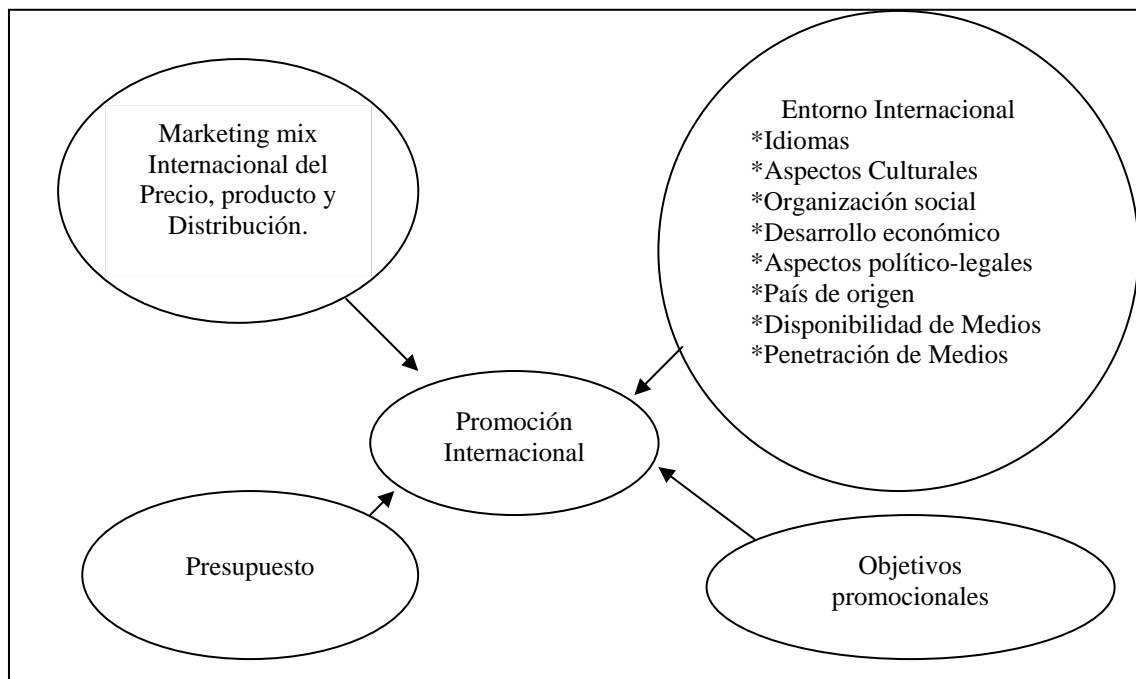 Marketing mix
Internacional del
Precio, producto y
Distribución.
Entorno Internacional
*Idiomas
*Aspectos Culturales
*Organización social
*Desarrollo económico
*Aspectos político-legales
*País de origen
*Disponibilidad de Medios
*Penetración de Medios
Promoción
Internacional
Presupuesto
Objetivos
promocionales